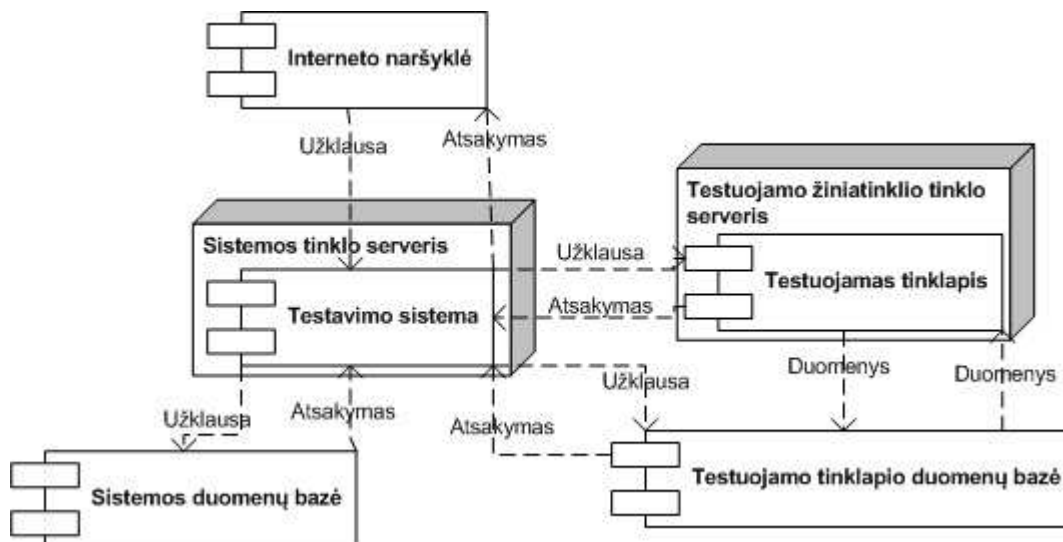 Interneto naršyklė
Užklausa
Atsakymas
Testuojamo žiniatinklio tinklo
serveris
Sistemos tinklo serveris
Užklausa
Testuojamas tinklapis
Atsakymas
Testavimo sistema
Duomenys
Duomenys
Užklausa
Atsakymas
Užklausa
Atsakymas
Testuojamo tinklapio duomenų bazė
Sistemos duomenų bazė